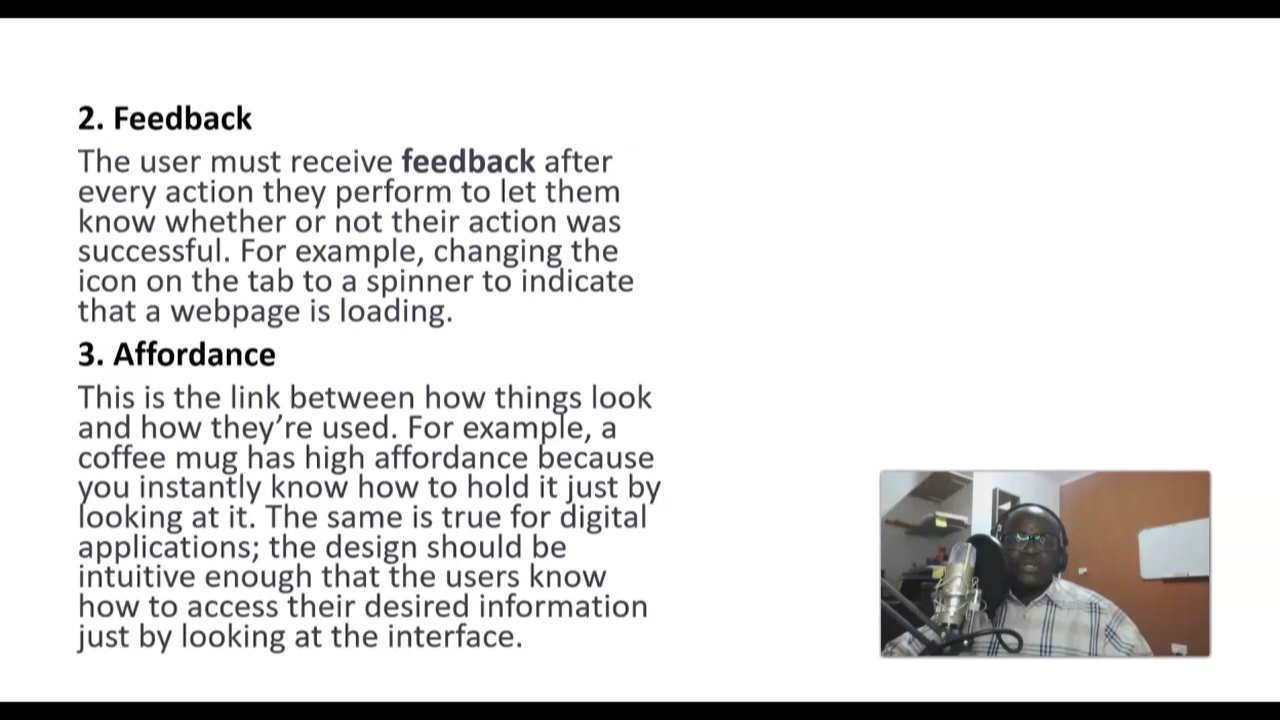 2. Feedback
The user must receive feedback after
every action they perform to let them
know whether or not their action was
successful. For example, changing the
icon on the tab to a spinner to indicate
that a webpage is loading.
3. Affordance
This is the link between how things look
and how they’re used. For example, a
coffee mug has high affordance because
you instantly know how to hold it just by
looking at it. The same is true for digital
applications; the design should be
intuitive enough that the users know
how to access their desired information
just by looking at the interface.